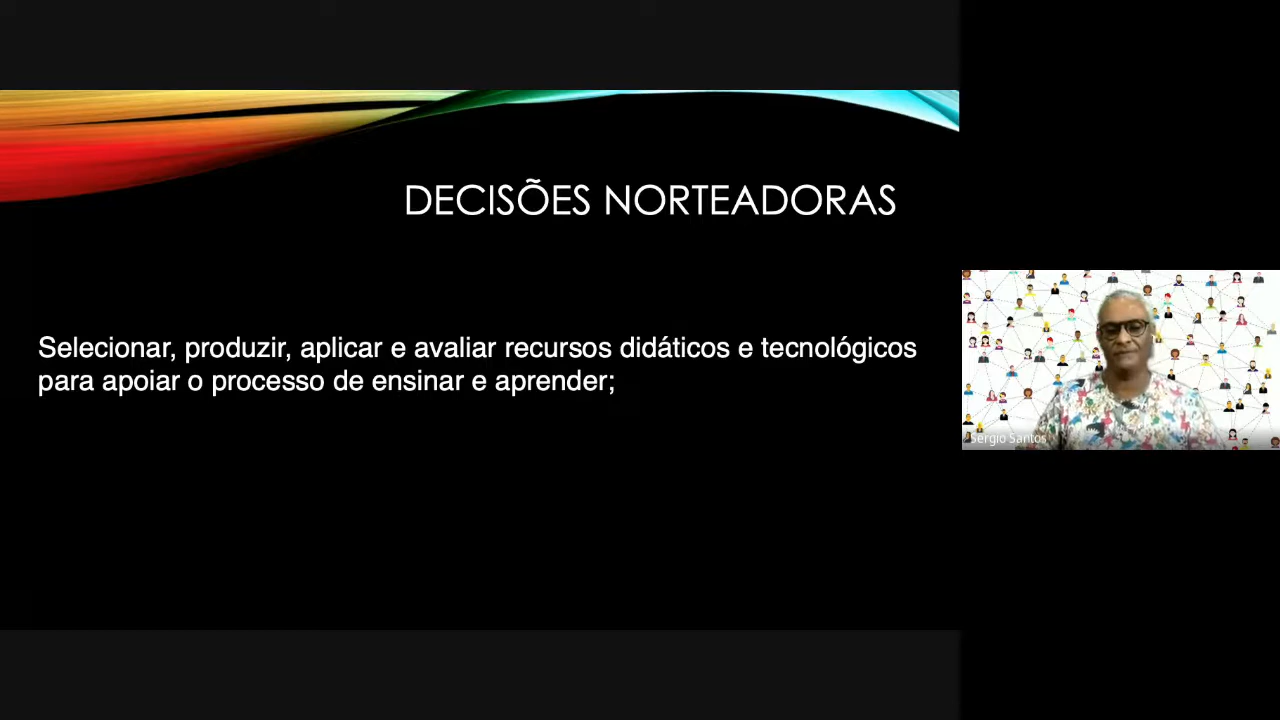 DECISÕES NORTEADORAS
Selecionar, produzir, aplicar e avaliar recursos didáticos e tecnológicos
para apoiar o processo de ensinar e aprender;
Sergio Santos